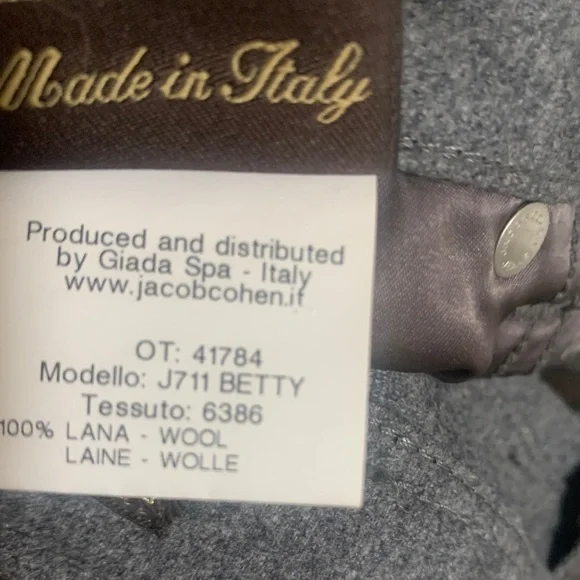 Made in Italy
Produced and distributed
by Giada Spa - Italy
www.jacobcohen.it
OT: 41784
Modello: J711 BETTY
Tessuto: 6386
100% LANA - WOOL
LAINE - WOLLE